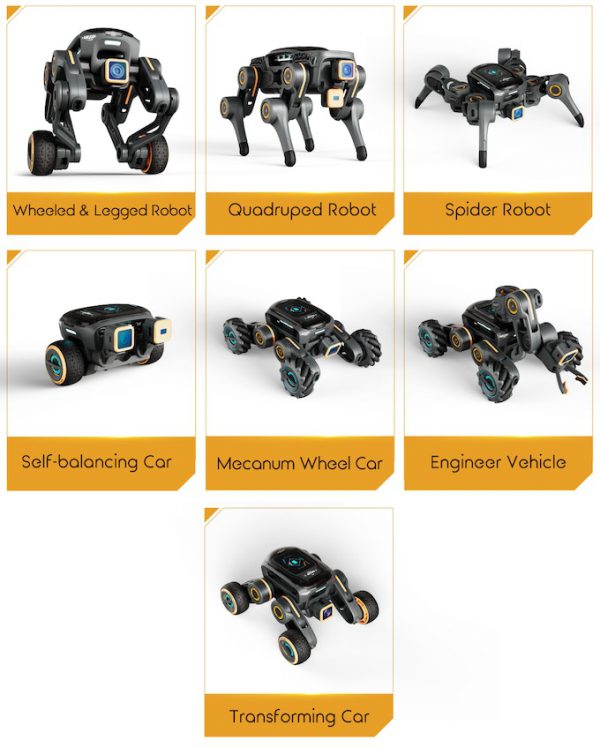 Wheeled & Legged Robot
Quadruped Robot
Spider Robot
Self-balancing Car
Mecanum Wheel Car
Engineer Vehicle
Transforming Car